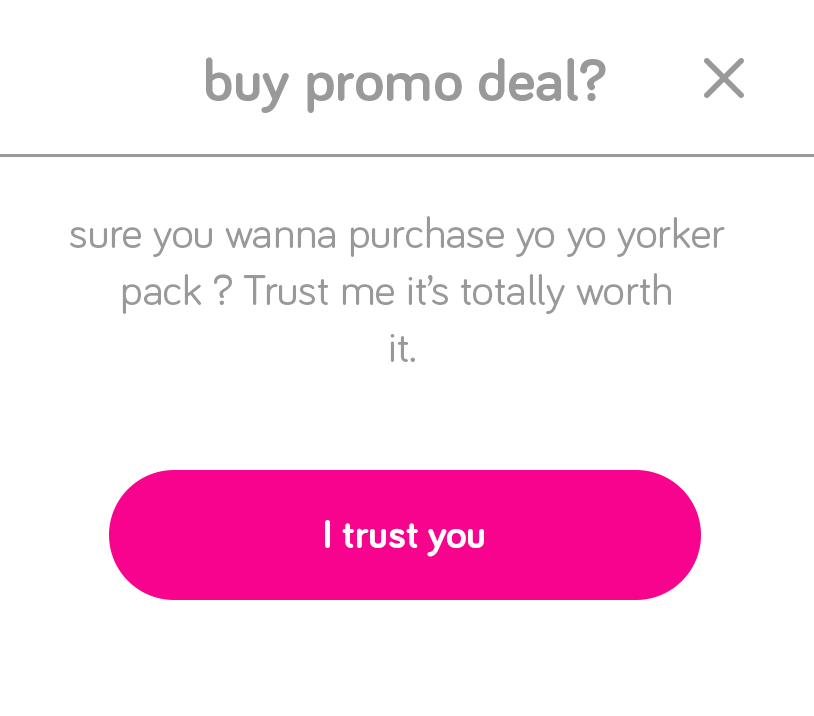 buy promo deal?
sure you wanna purchase yo yo yorker
pack ? Trust me it’s totally worth
it.
I trust you